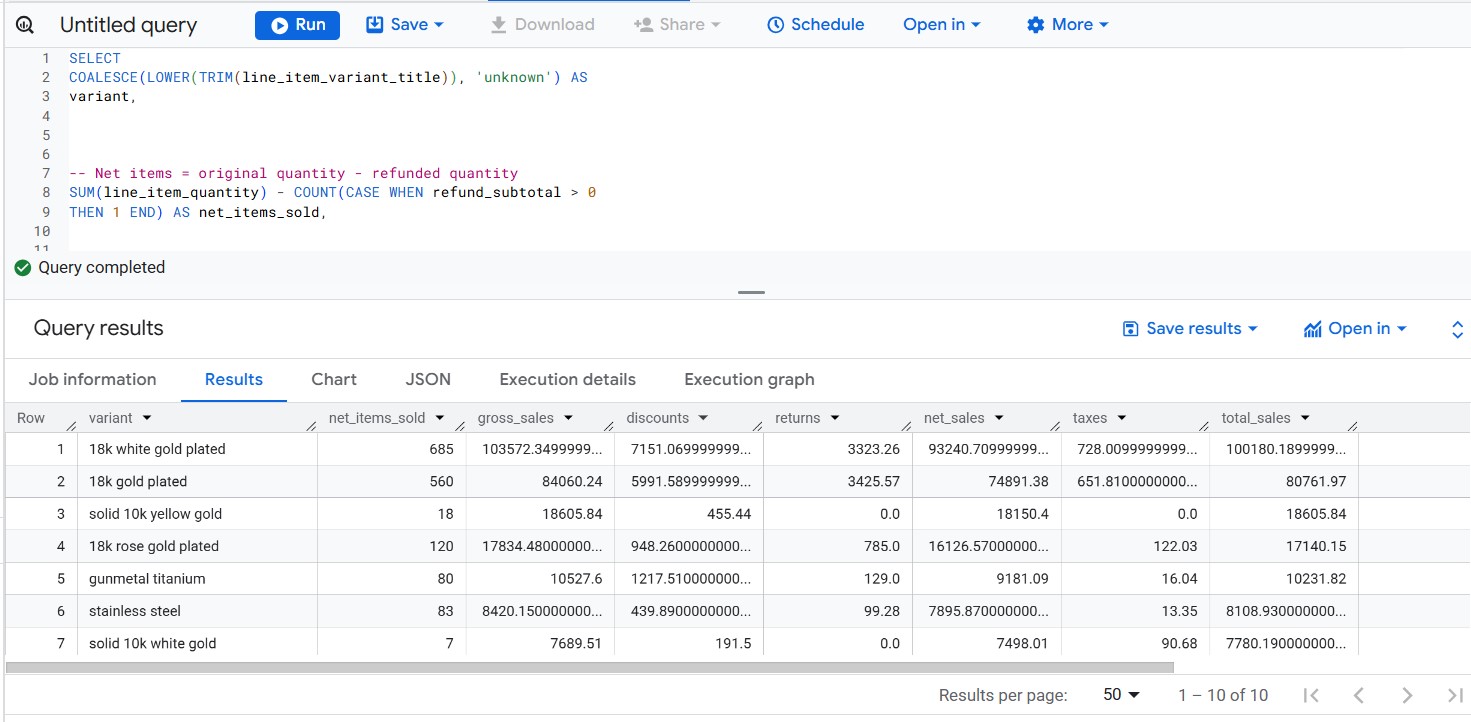 Untitled query Run Save Download Share Schedule Open in More
1 SELECT
2 COALESCE(LOWER(TRIM(line_item_variant_title)), 'unknown') AS
3 variant,
4
5
6
7 -- Net items = original quantity - refunded quantity
8 SUM(line_item_quantity) - COUNT(CASE WHEN refund_subtotal > 0
9 THEN 1 END) AS net_items_sold,
10
11
Query completed
Query results Save results Open in
Job information Results Chart JSON Execution details Execution graph
Row variant net_items_sold gross_sales discounts returns net_sales taxes total_sales
1 18k white gold plated 685 103572.3499999... 7151.069999999... 3323.26 93240.70999999... 728.0099999999... 100180.1899999...
2 18k gold plated 560 84060.24 5991.589999999... 3425.57 74891.38 651.8100000000... 80761.97
3 solid 10k yellow gold 18 18605.84 455.44 0.0 18150.4 0.0 18605.84
4 18k rose gold plated 120 17834.48000000... 948.2600000000... 785.0 16126.57000000... 122.03 17140.15
5 gunmetal titanium 80 10527.6 1217.510000000... 129.0 9181.09 16.04 10231.82
6 stainless steel 83 8420.150000000... 439.8900000000... 99.28 7895.870000000... 13.35 8108.930000000...
7 solid 10k white gold 7 7689.51 191.5 0.0 7498.01 90.68 7780.190000000...
Results per page: 50 1 – 10 of 10